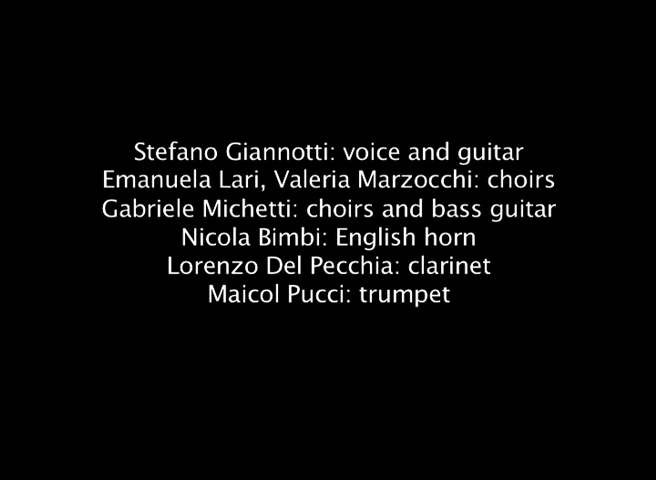 Stefano Giannotti: voice and guitar
Emanuela Lari, Valeria Marzocchi: choirs
Gabriele Michetti: choirs and bass guitar
Nicola Bimbi: English horn
Lorenzo Del Pecchia: clarinet
Maicol Pucci: trumpet